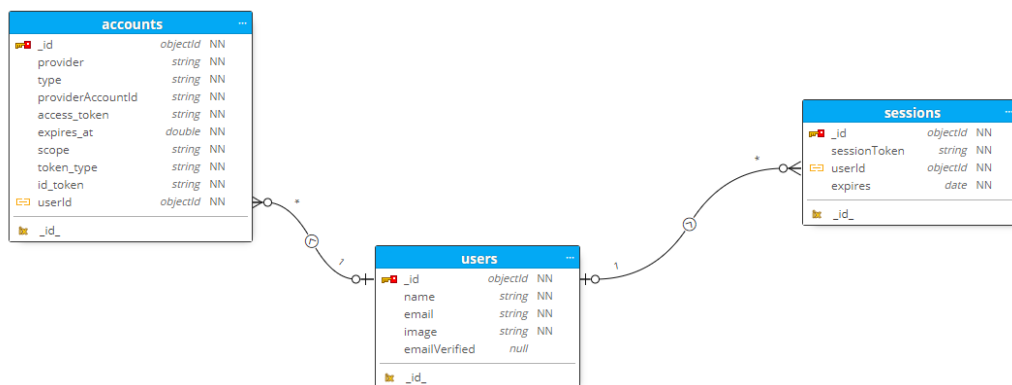 accounts ...
_id objectId NN
provider string NN
type string NN
providerAccountId string NN
access_token string NN
expires_at double NN
scope string NN
token_type string NN
id_token string NN
userId objectId NN
_id_
* 1
users ...
_id objectId NN
name string NN
email string NN
image string NN
emailVerified null
_id_
1 *
sessions ...
_id objectId NN
sessionToken string NN
userId objectId NN
expires date NN
_id_